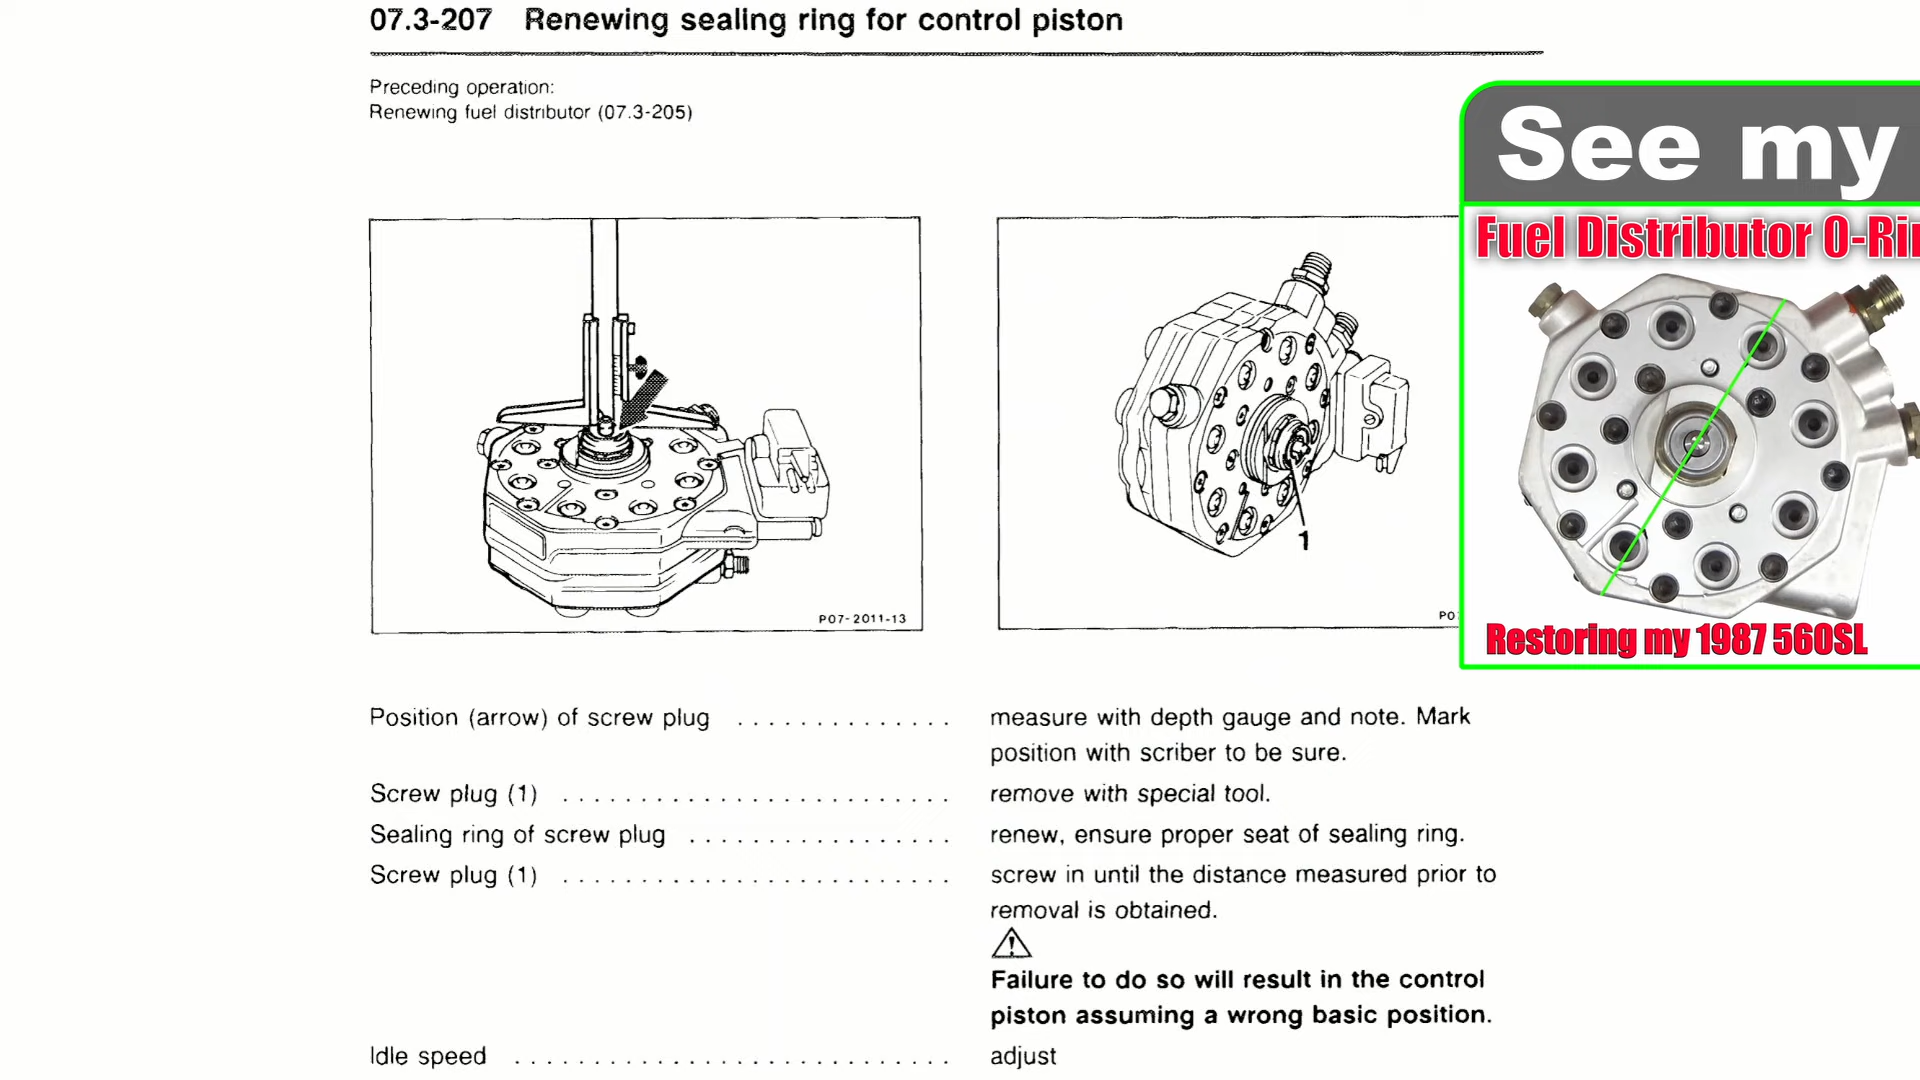 07.3-207 Renewing sealing ring for control piston
Preceding operation:
Renewing fuel distributor (07.3-205)
P07-2011-13
1
Position (arrow) of screw plug . . . . . . . . . . . . . . measure with depth gauge and note. Mark
position with scriber to be sure.
Screw plug (1) . . . . . . . . . . . . . . . . . . . . . . . . . remove with special tool.
Sealing ring of screw plug . . . . . . . . . . . . . . . . . renew, ensure proper seat of sealing ring.
Screw plug (1) . . . . . . . . . . . . . . . . . . . . . . . . . screw in until the distance measured prior to
removal is obtained.
Failure to do so will result in the control
piston assuming a wrong basic position.
Idle speed . . . . . . . . . . . . . . . . . . . . . . . . . . . . . adjust
See my
Fuel Distributor
Restoring my 1987 560SL